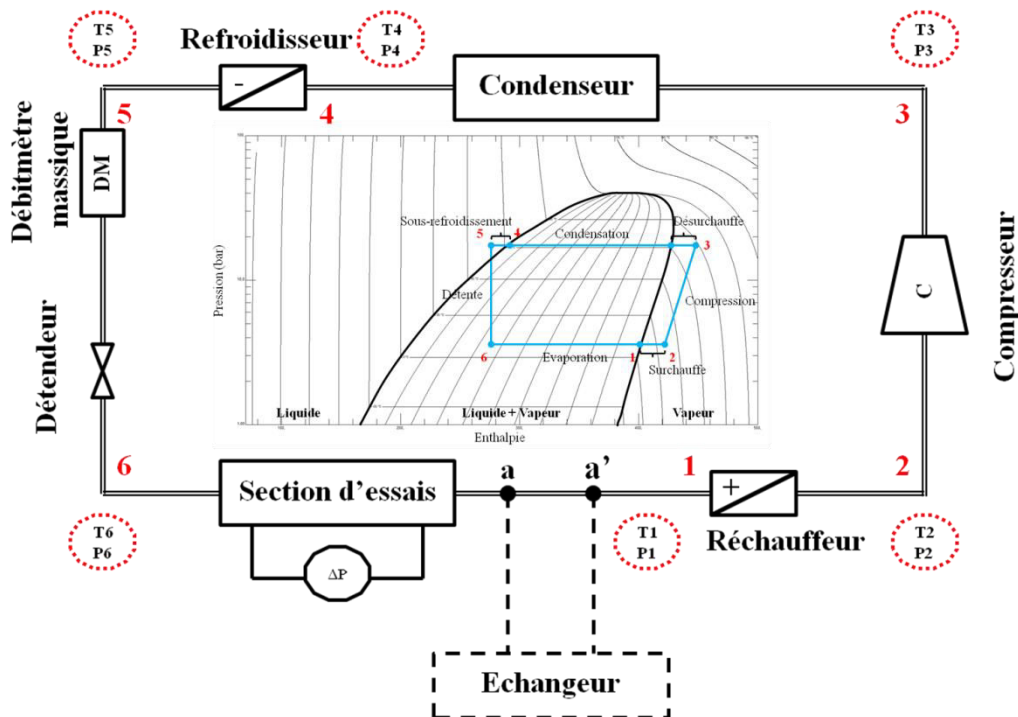 T5
P5
Refroidisseur
T4
P4
T3
P3
-
Condenseur
5
4
3
Débitmètre
massique
DM
Sous-refroidissement
Désurchauffe
5
4
Condensation
3
Pression (bar)
Détente
Compression
C
Compresseur
Détendeur
6
Evaporation
1
2
Surchauffe
Liquide
Liquide + Vapeur
Vapeur
Enthalpie
6
Section d'essais
a
a'
1
+
2
T6
P6
ΔP
T1
P1
Réchauffeur
T2
P2
Echangeur